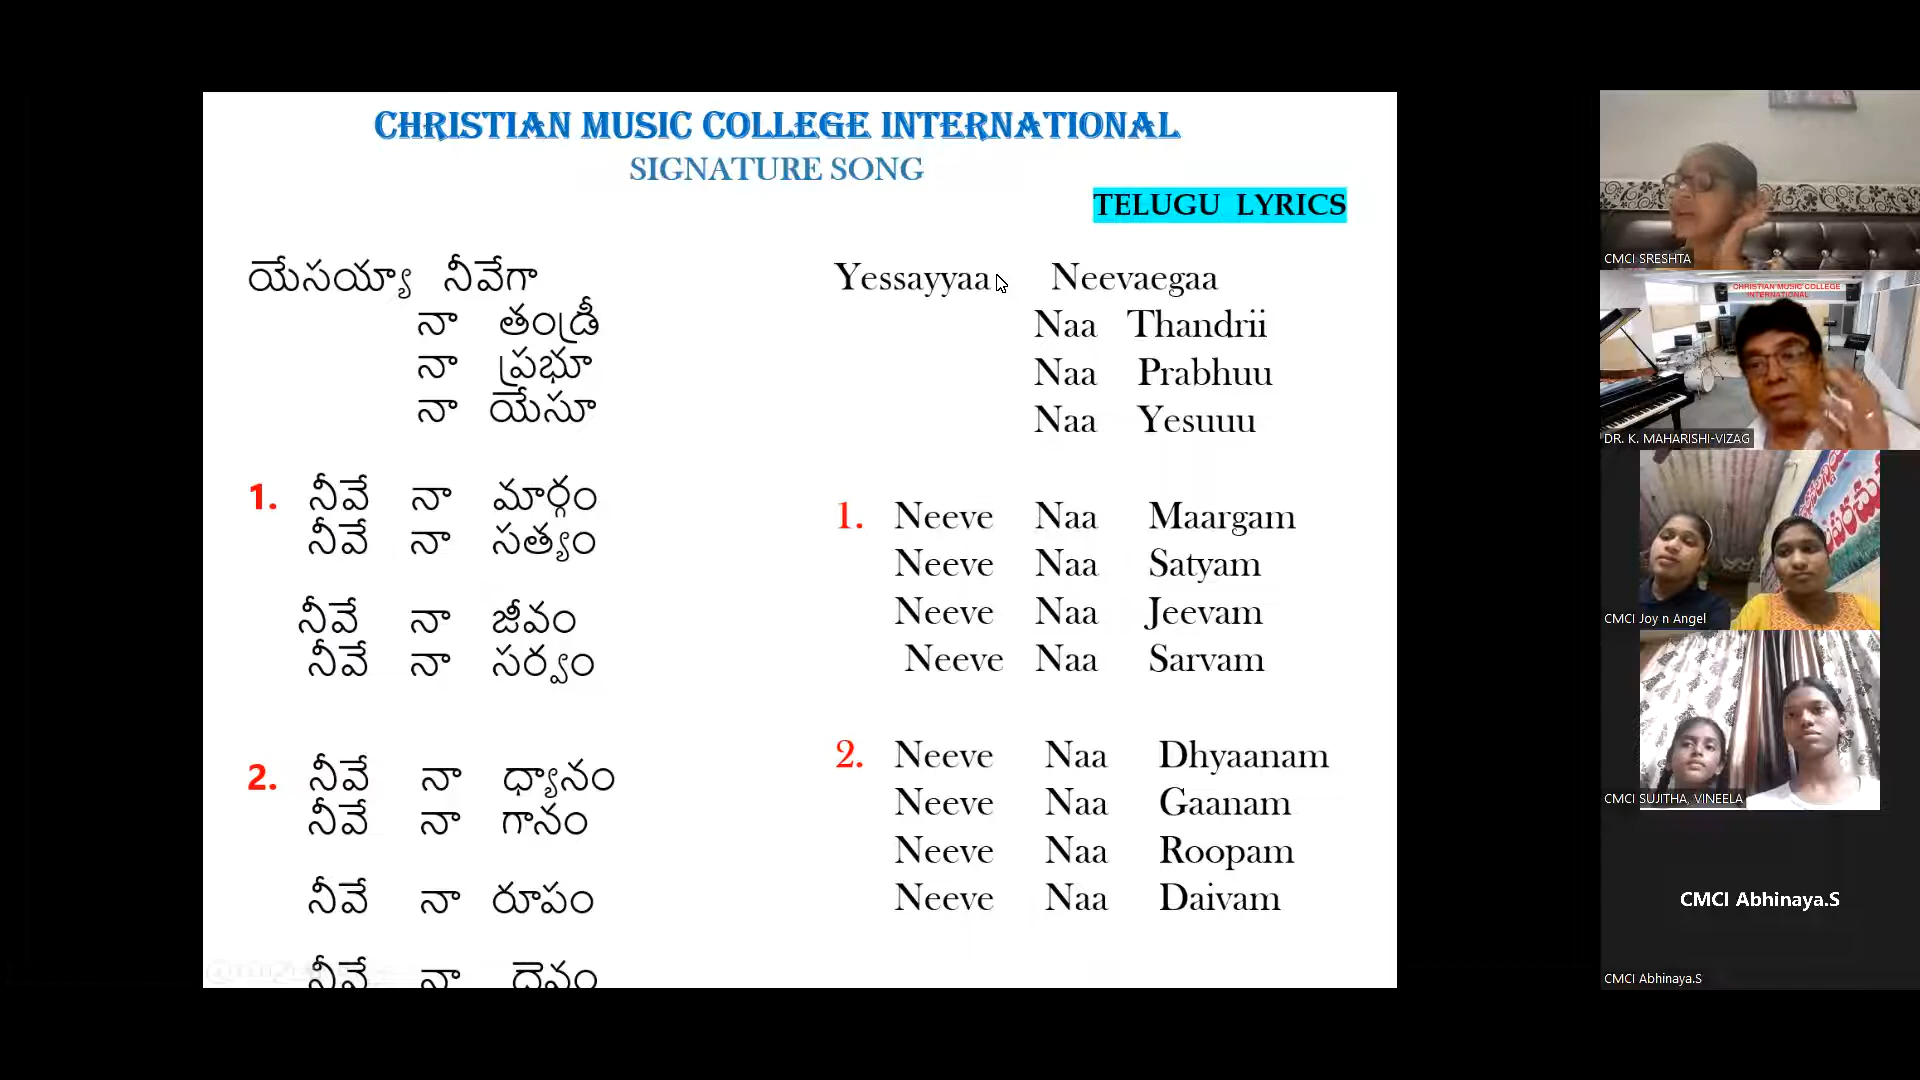 CHRISTIAN MUSIC COLLEGE INTERNATIONAL
SIGNATURE SONG
TELUGU LYRICS
యేసయ్యా నీవేగా
నా తండ్రీ
నా ప్రభూ
నా యేసూ
1. నీవే నా మార్గం
నీవే నా సత్యం
నీవే నా జీవం
నీవే నా సర్వం
2. నీవే నా ధ్యానం
నీవే నా గానం
నీవే నా రూపం
నీవే నా దైవం
Yessayyaa Neevaegaa
Naa Thandrii
Naa Prabhuu
Naa Yesuuu
1. Neeve Naa Maargam
Neeve Naa Satyam
Neeve Naa Jeevam
Neeve Naa Sarvam
2. Neeve Naa Dhyaanam
Neeve Naa Gaanam
Neeve Naa Roopam
Neeve Naa Daivam
CMCI SRESHTA
CHRISTIAN MUSIC COLLEGE
INTERNATIONAL
DR. K. MAHARISHI-VIZAG
CMCI Joy n Angel
CMCI SUJITHA, VINEELA
CMCI Abhinaya.S
CMCI Abhinaya.S